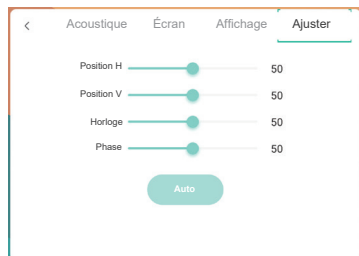 Acoustique Écran Affichage Ajuster
Position H 50
Position V 50
Horloge 50
Phase 50
Auto